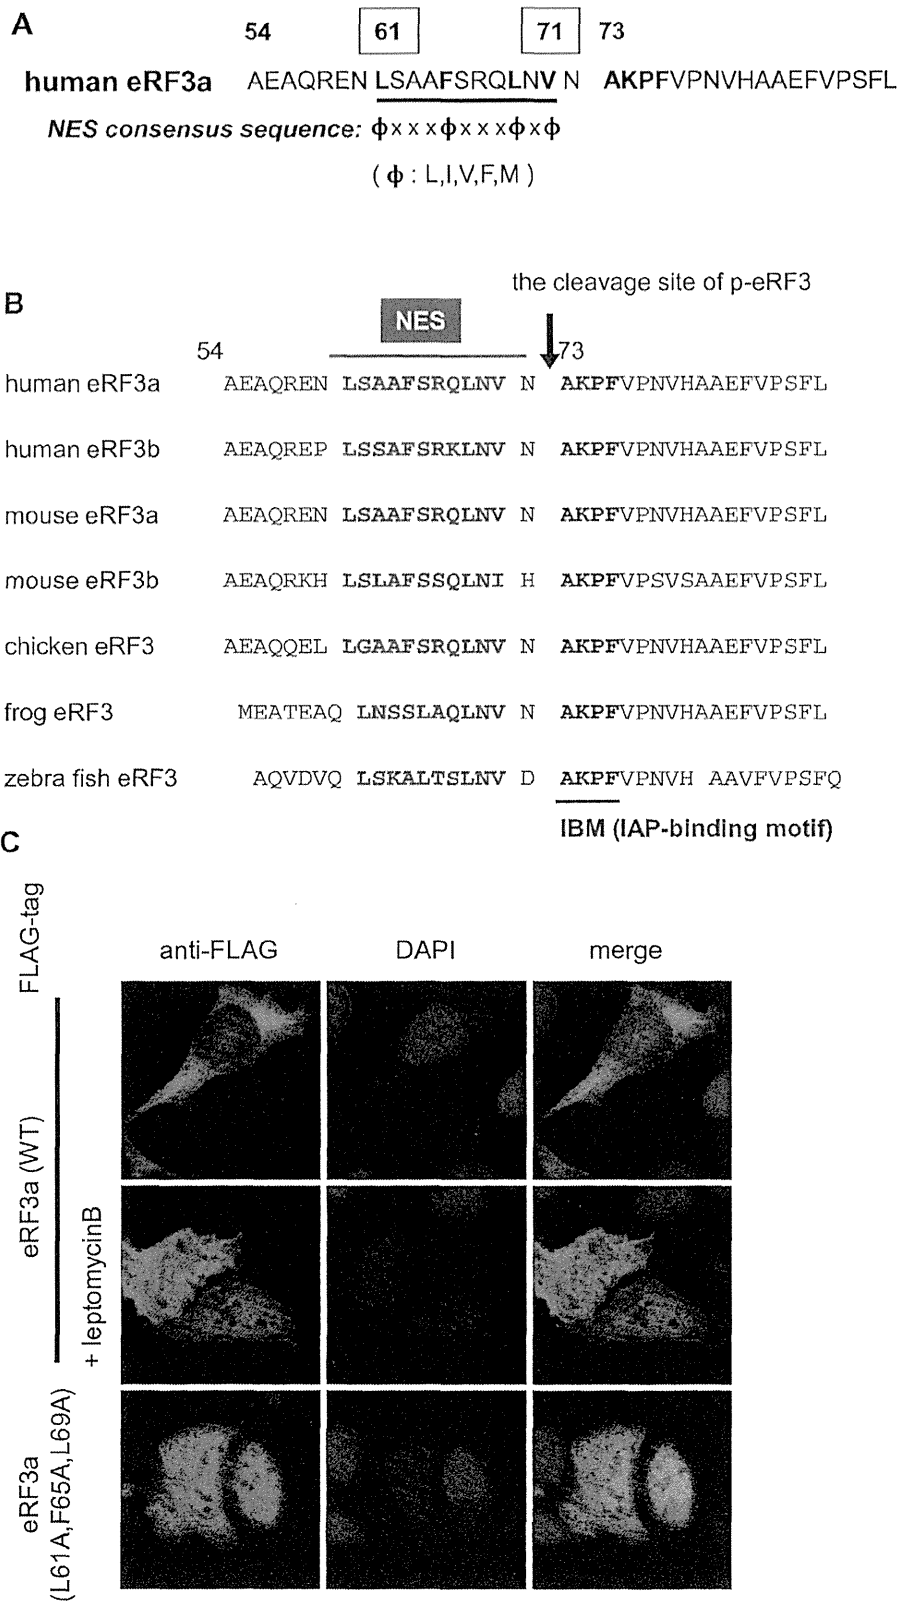 A
54 61 71 73
human eRF3a AEAQREN LSAAFSRQLNV N AKPFVPNVHAAEFVPSFL
NES consensus sequence: ϕxxxϕxxxϕxϕ
( ϕ : L,I,V,F,M )
the cleavage site of p-eRF3
B
NES
54 73
human eRF3a AEAQREN LSAAFSRQLNV N AKPFVPNVHAAEFVPSFL
human eRF3b AEAQREP LSSAFSRKLNV N AKPFVPNVHAAEFVPSFL
mouse eRF3a AEAQREN LSAAFSRQLNV N AKPFVPNVHAAEFVPSFL
mouse eRF3b AEAQRKH LSLAFSSQLNI H AKPFVPSVSAAEFVPSFL
chicken eRF3 AEAQQEL LGAAFSRQLNV N AKPFVPNVHAAEFVPSFL
frog eRF3 MEATEAQ LNSSLAQLNV N AKPFVPNVHAAEFVPSFL
zebra fish eRF3 AQVDVQ LSKALTSLNV D AKPFVPNVH AAVFVPSFQ
IBM (IAP-binding motif)
C
FLAG-tag
anti-FLAG DAPI merge
eRF3a (WT)
+ leptomycinB
eRF3a
(L61A,F65A,L69A)